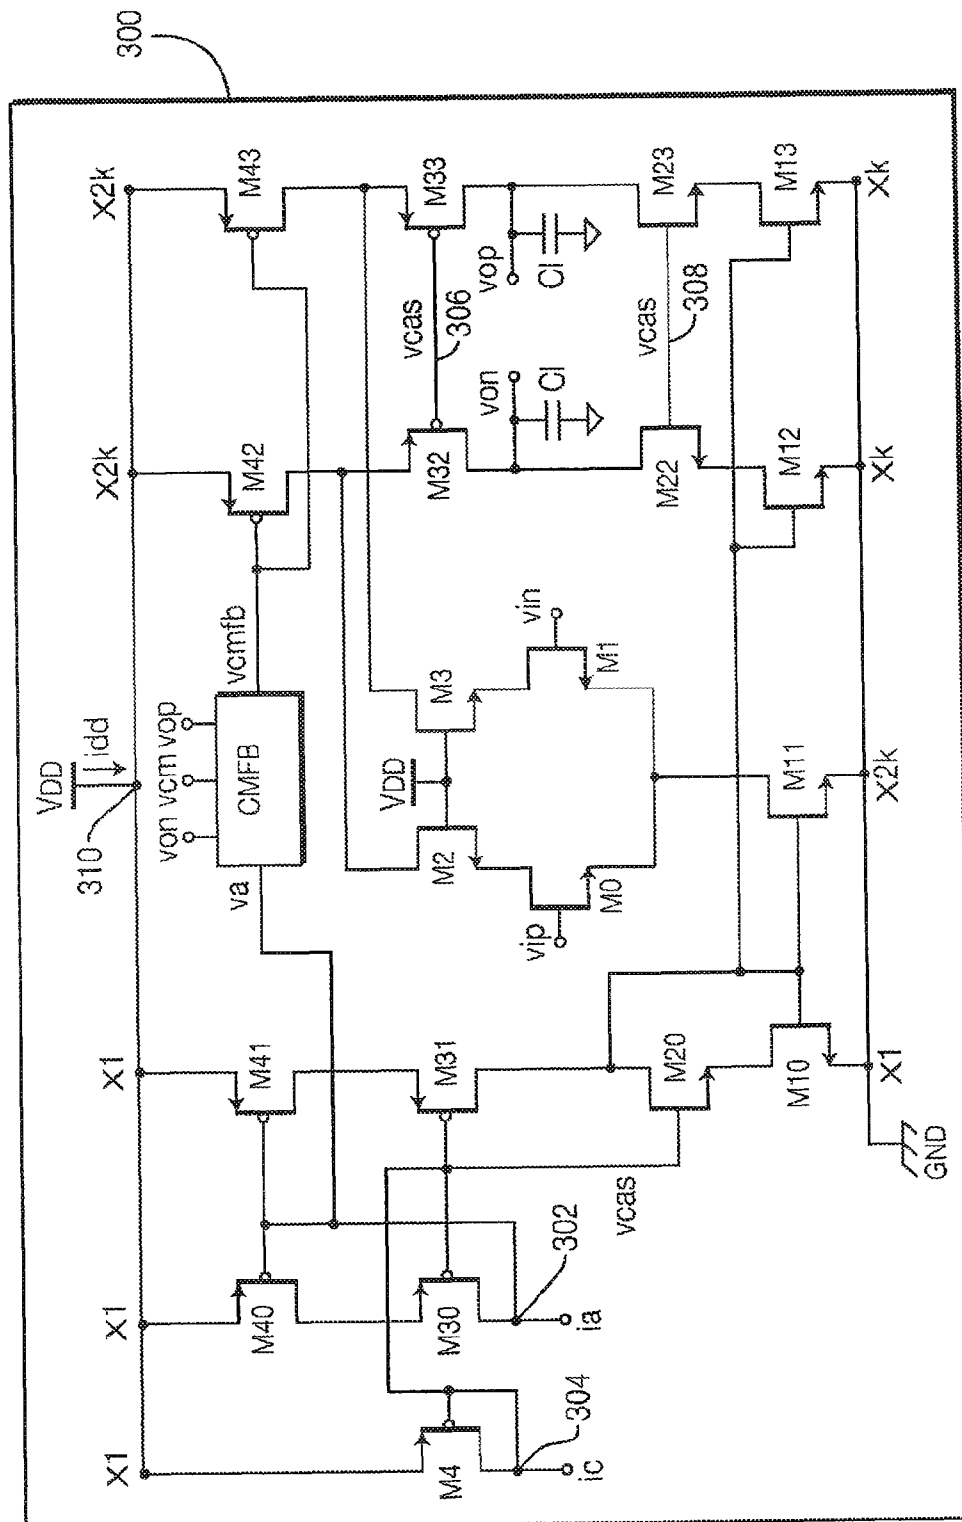 300
VDD
310
idd
X1
X1
X1
X2k
X2k
von
vcm
vop
va
CMFB
vcmfb
M40
M41
M42
M43
M4
M30
M31
M32
M33
vcas
306
302
ia
304
ic
VDD
M2
M3
vip
vin
M0
M1
von
vop
Cl
Cl
vcas
M20
M22
M23
vcas
308
M10
M11
M12
M13
X1
X2k
Xk
Xk
GND